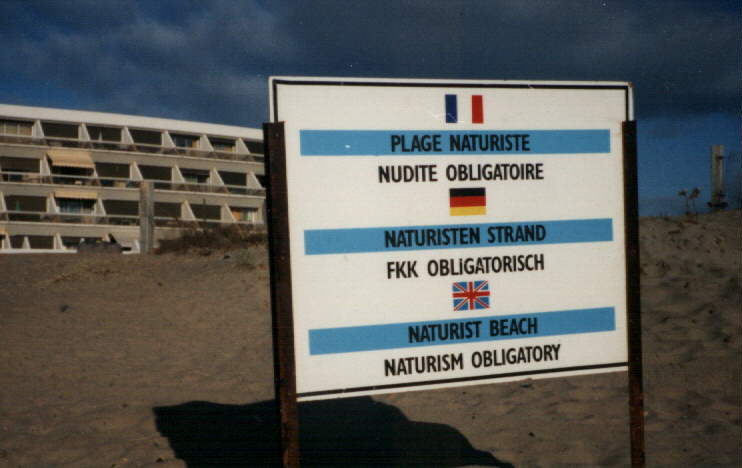 PLAGE NATURISTE
NUDITE OBLIGATOIRE
NATURISTEN STRAND
FKK OBLIGATORISCH
NATURIST BEACH
NATURISM OBLIGATORY